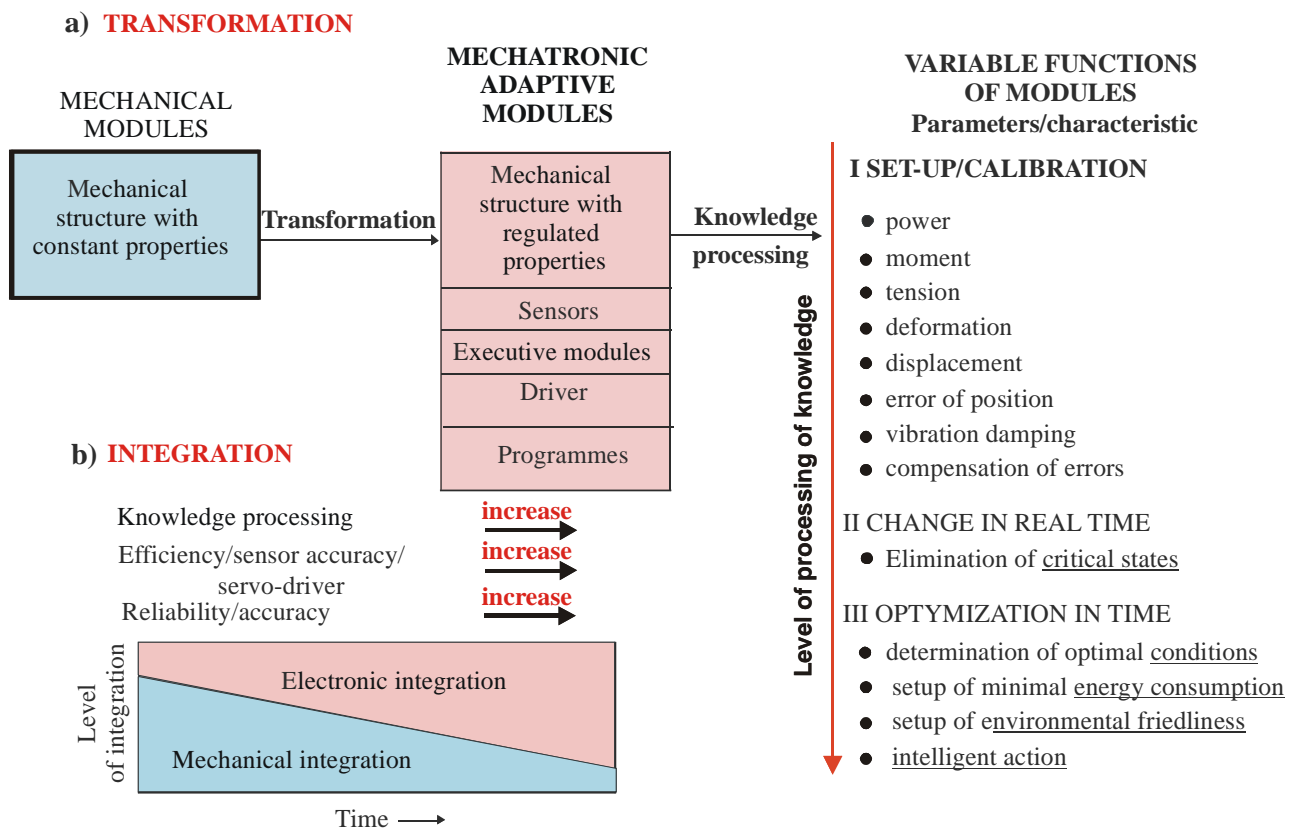 a) TRANSFORMATION
MECHANICAL
MODULES
Mechanical
structure with
constant properties
Transformation
MECHATRONIC
ADAPTIVE
MODULES
Mechanical
structure with
regulated
properties
Sensors
Executive modules
Driver
Programmes
Knowledge
processing
VARIABLE FUNCTIONS
OF MODULES
Parameters/characteristic
Level of processing of knowledge
I SET-UP/CALIBRATION
● power
● moment
● tension
● deformation
● displacement
● error of position
● vibration damping
● compensation of errors
II CHANGE IN REAL TIME
● Elimination of critical states
III OPTYMIZATION IN TIME
● determination of optimal conditions
● setup of minimal energy consumption
● setup of environmental friedliness
● intelligent action
b) INTEGRATION
Knowledge processing increase
Efficiency/sensor accuracy/ increase
servo-driver
Reliability/accuracy increase
Level
of integration
Electronic integration
Mechanical integration
Time